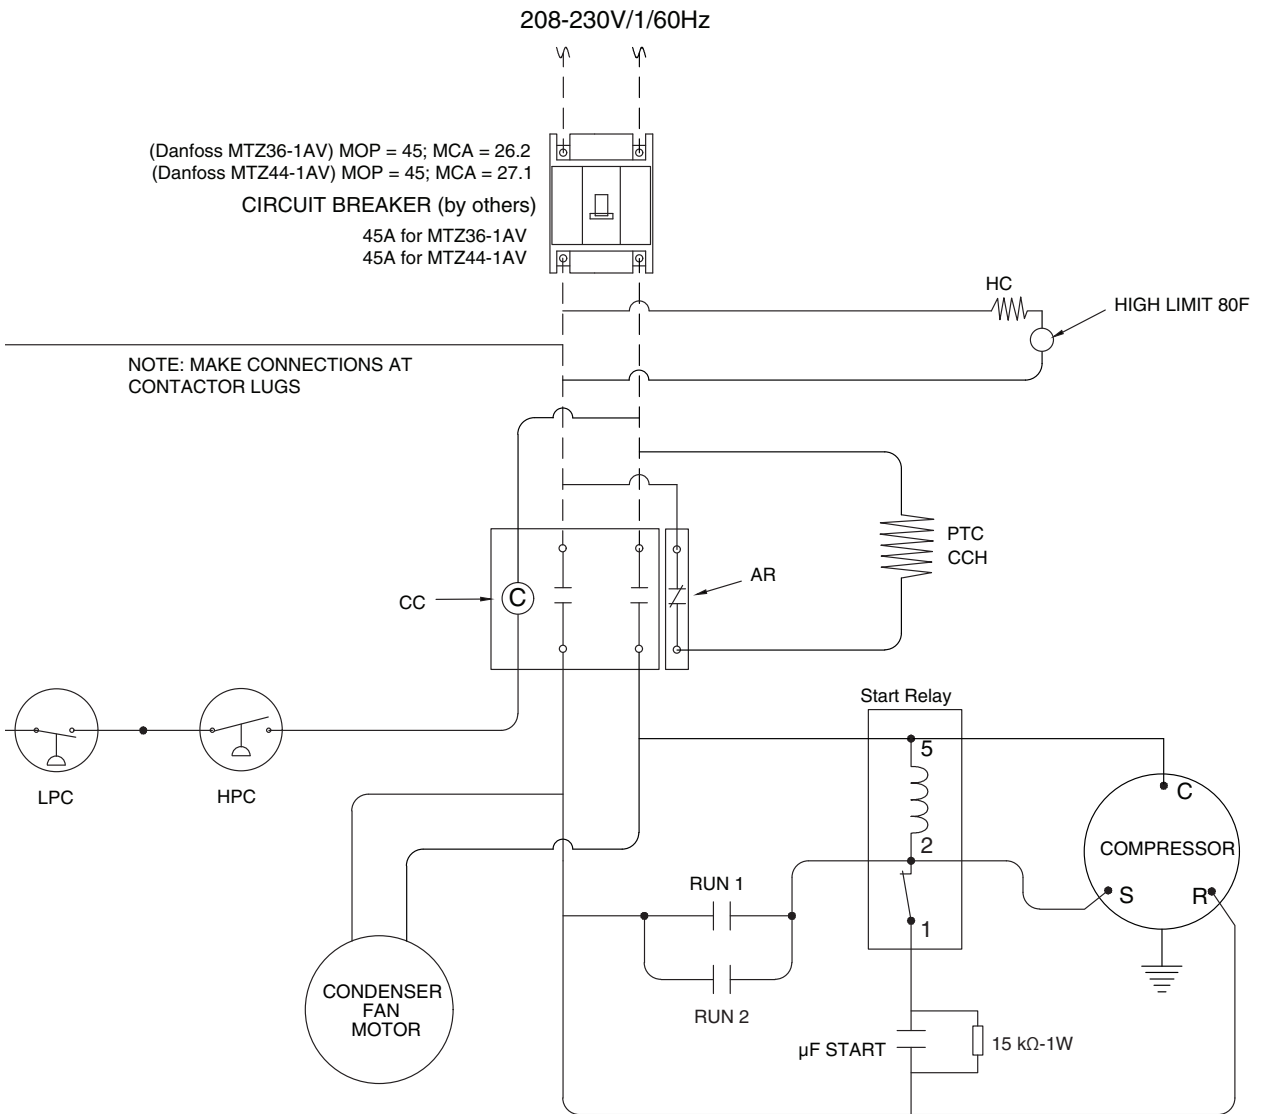 208-230V/1/60Hz
(Danfoss MTZ36-1AV) MOP = 45; MCA = 26.2
(Danfoss MTZ44-1AV) MOP = 45; MCA = 27.1
CIRCUIT BREAKER (by others)
45A for MTZ36-1AV
45A for MTZ44-1AV
HC
HIGH LIMIT 80F
NOTE: MAKE CONNECTIONS AT
CONTACTOR LUGS
PTC
CCH
AR
CC
C
Start Relay
LPC
HPC
5
C
2
COMPRESSOR
RUN 1
S
R
1
CONDENSER
FAN
MOTOR
RUN 2
µF START
15 kΩ-1W